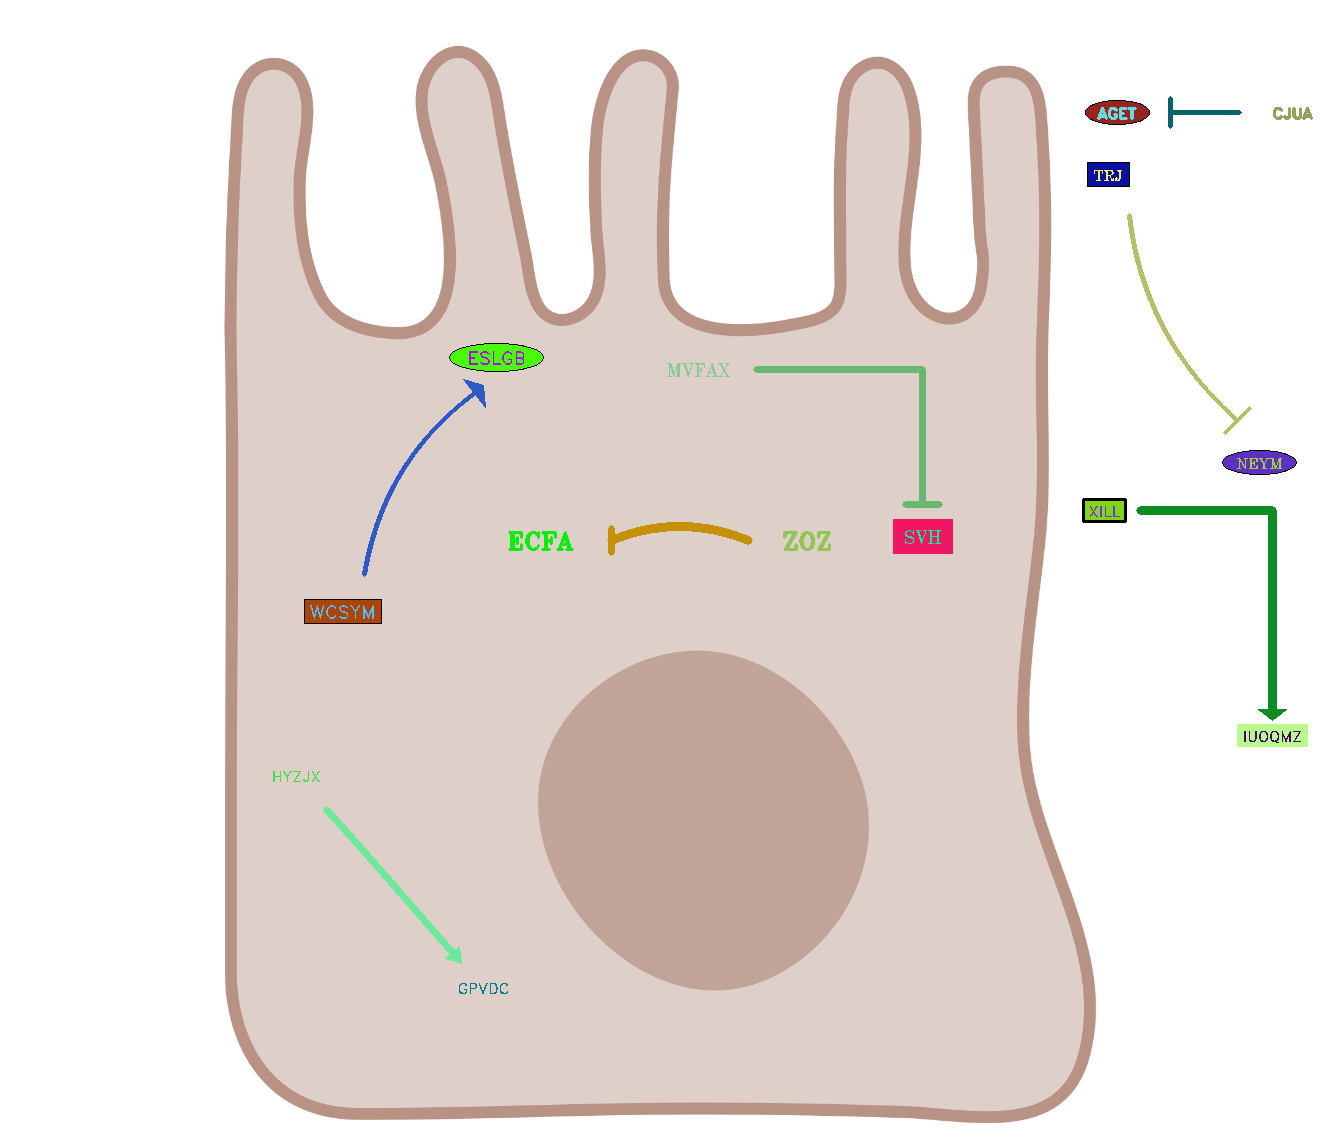 AGET
CJUA
TRJ
ESLGB
MVFAX
NEYM
XILL
ECFA
ZOZ
SVH
WCSYM
IUOQMZ
HYZJX
GPVDC